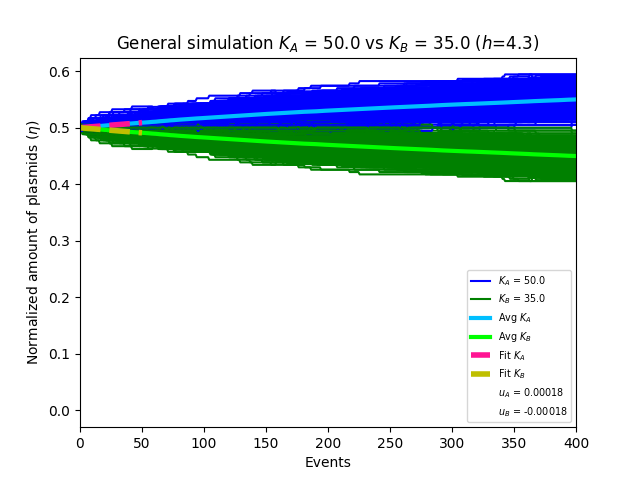 General simulation K_A = 50.0 vs K_B = 35.0 (h=4.3)
Normalized amount of plasmids (η)
0.6
0.5
0.4
0.3
0.2
0.1
0.0
K_A = 50.0
K_B = 35.0
Avg K_A
Avg K_B
Fit K_A
Fit K_B
u_A = 0.00018
u_B = -0.00018
0 50 100 150 200 250 300 350 400
Events